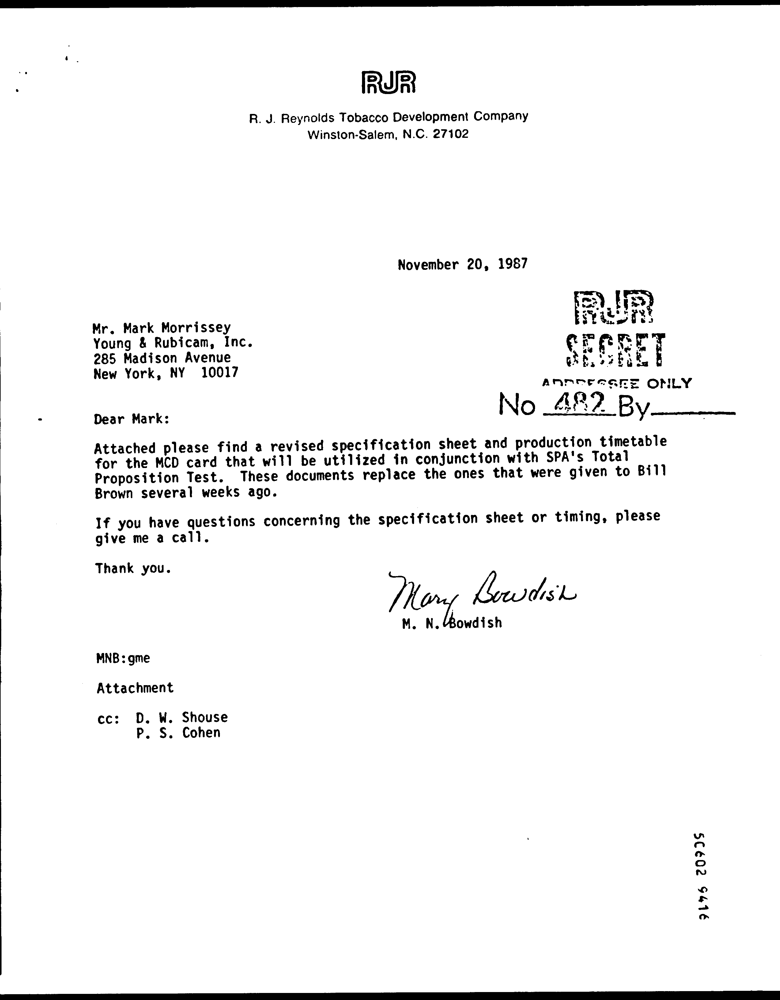 RJR
R. J. Reynolds Tobacco Development Company
Winston-Salem, N.C. 27102
November 20, 1987
RJR
SECRET
ADDRESSEE ONLY
No 482 By
Mr. Mark Morrissey
Young & Rubicam, Inc.
285 Madison Avenue
New York, NY 10017
Dear Mark:
Attached please find a revised specification sheet and production timetable
for the MCD card that will be utilized in conjunction with SPA's Total
Proposition Test. These documents replace the ones that were given to Bill
Brown several weeks ago.
If you have questions concerning the specification sheet or timing, please
give me a call.
Thank you.
Mary Bowdish
M. N. Bowdish
MNB:gme
Attachment
cc: D. W. Shouse
P. S. Cohen